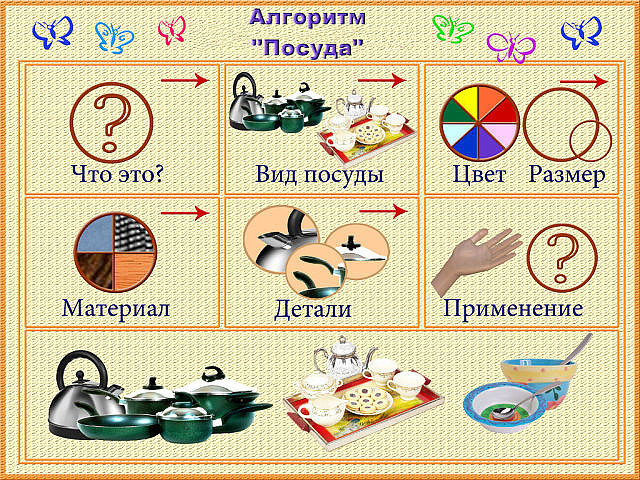 Алгоритм
"Посуда"
Что это?
Вид посуды
Цвет Размер
Материал
Детали
Применение